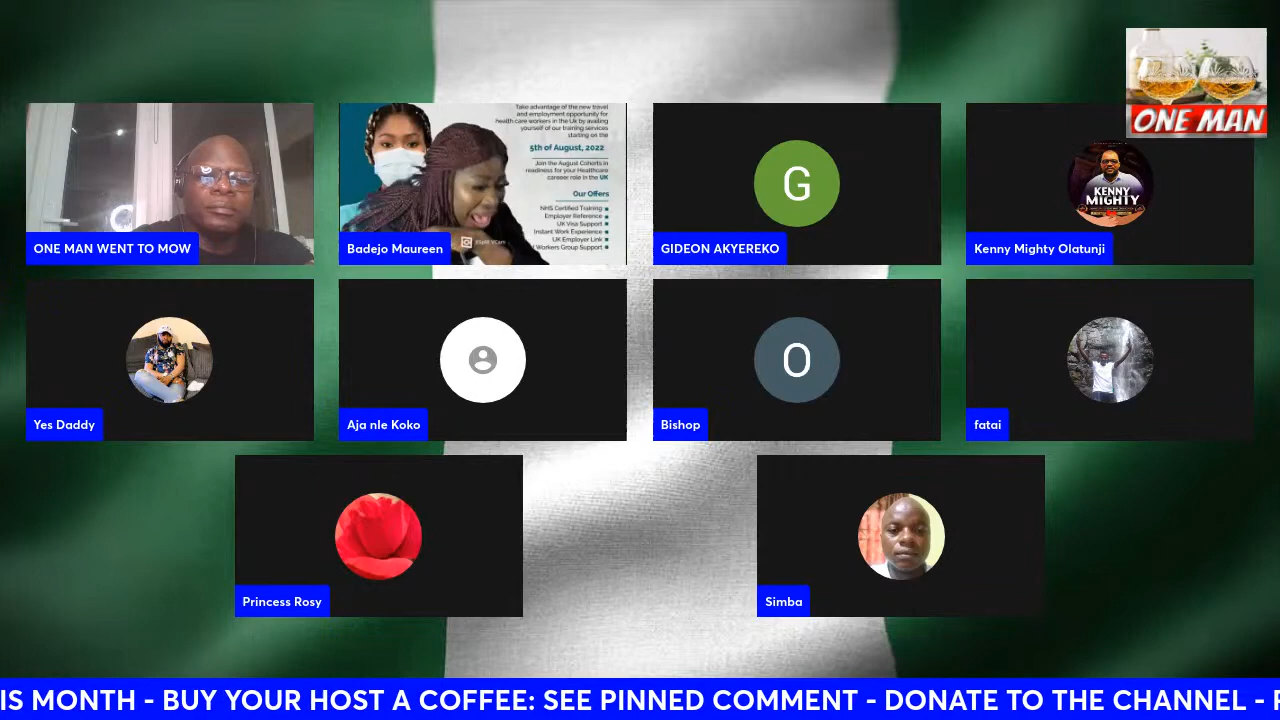 ONE MAN
ONE MAN WENT TO MOW
Take advantage of the new travel
and employment opportunity for
health care workers in the Uk by availing
yourself of our training services
starting on the
5th of August, 2022
Join the August Cohorts in
readiness for your Healthcare
career role in the UK
Our Offers
NHS Certified Training
Employer Reference
UK Visa Support
Instant Work Experience
UK Employer Link
Workers Group Support
Badejo Maureen
G
GIDEON AKYEREKO
KENNY
MIGHTY
Kenny Mighty Olatunji
Yes Daddy
Aja nle Koko
O
Bishop
fatai
Princess Rosy
Simba
IS MONTH - BUY YOUR HOST A COFFEE: SEE PINNED COMMENT - DONATE TO THE CHANNEL -